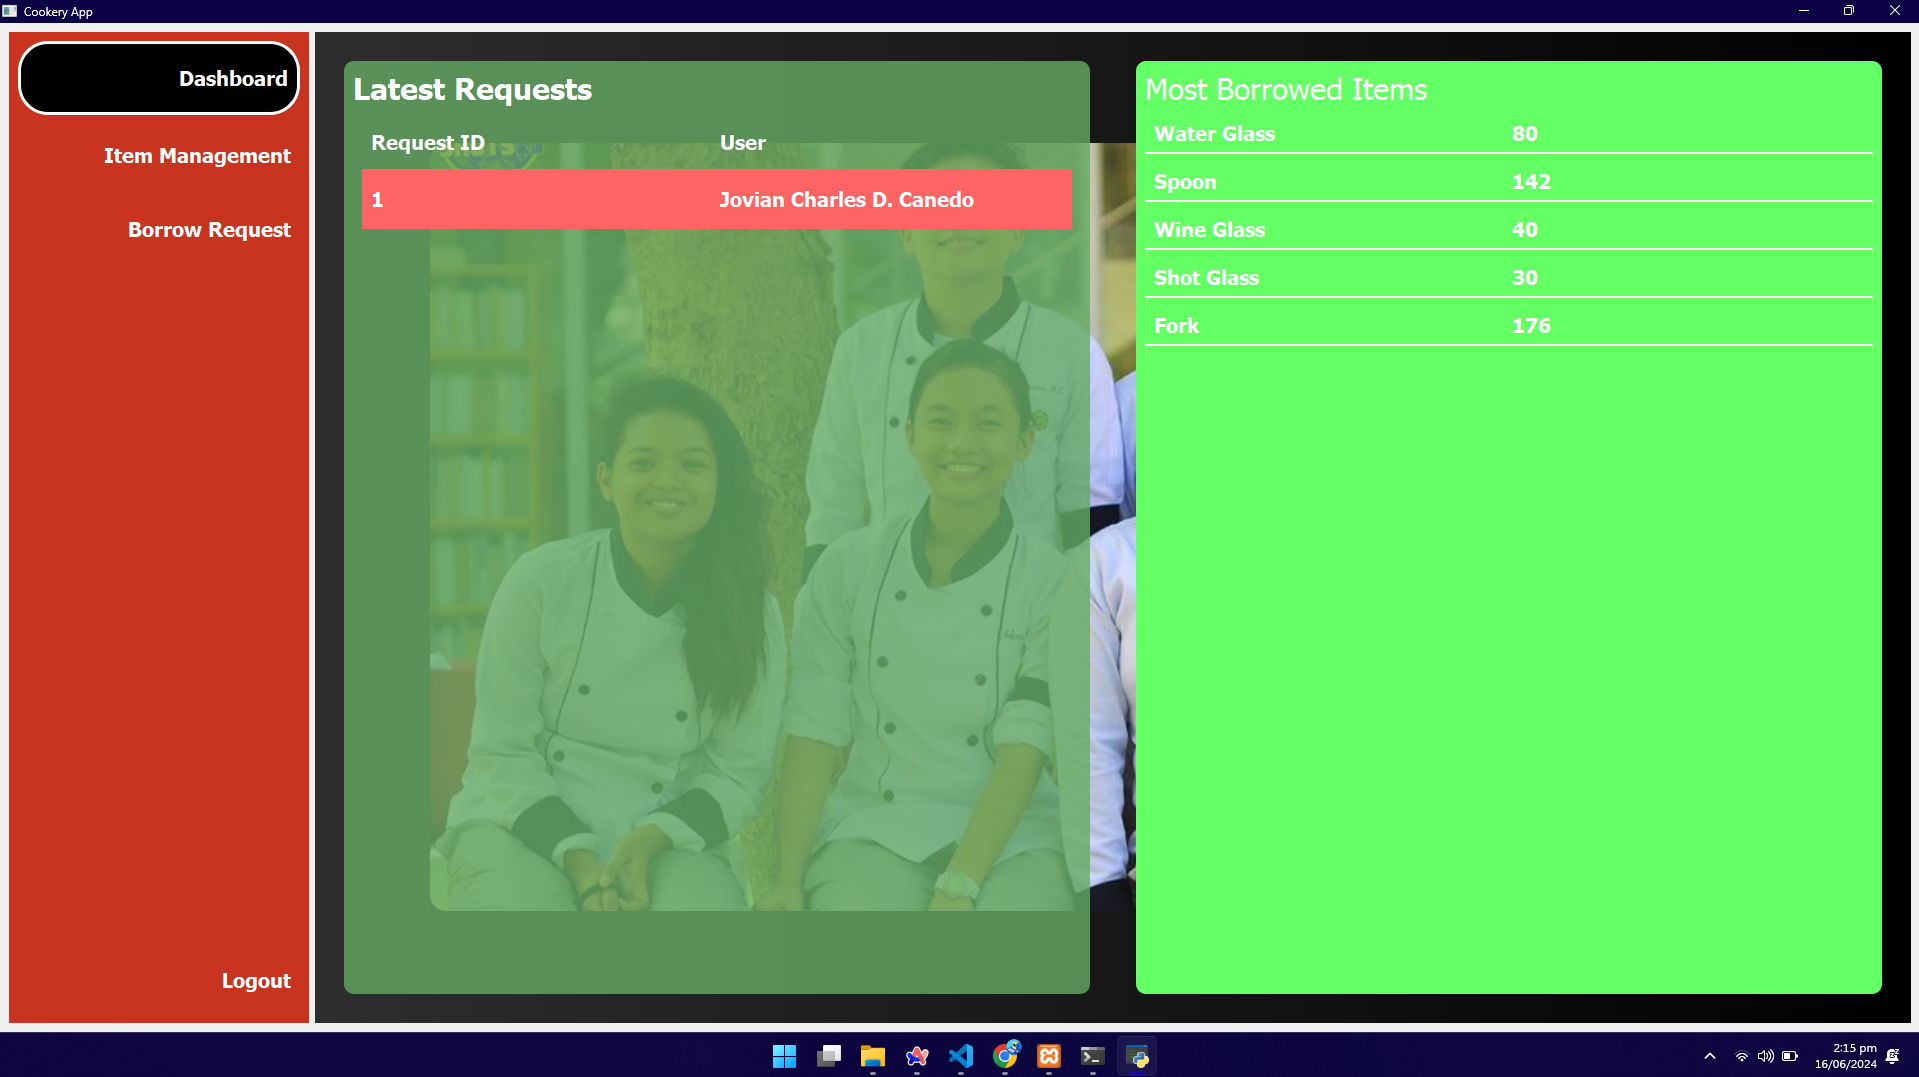 Cookery App
Dashboard
Item Management
Borrow Request
Logout
Latest Requests
Request ID User
1 Jovian Charles D. Canedo
Most Borrowed Items
Water Glass 80
Spoon 142
Wine Glass 40
Shot Glass 30
Fork 176
2:15 pm
16/06/2024